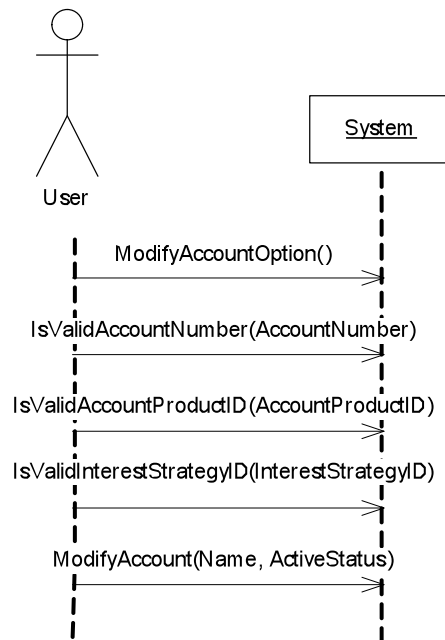 User
System
ModifyAccountOption()
IsValidAccountNumber(AccountNumber)
IsValidAccountProductID(AccountProductID)
IsValidInterestStrategyID(InterestStrategyID)
ModifyAccount(Name, ActiveStatus)